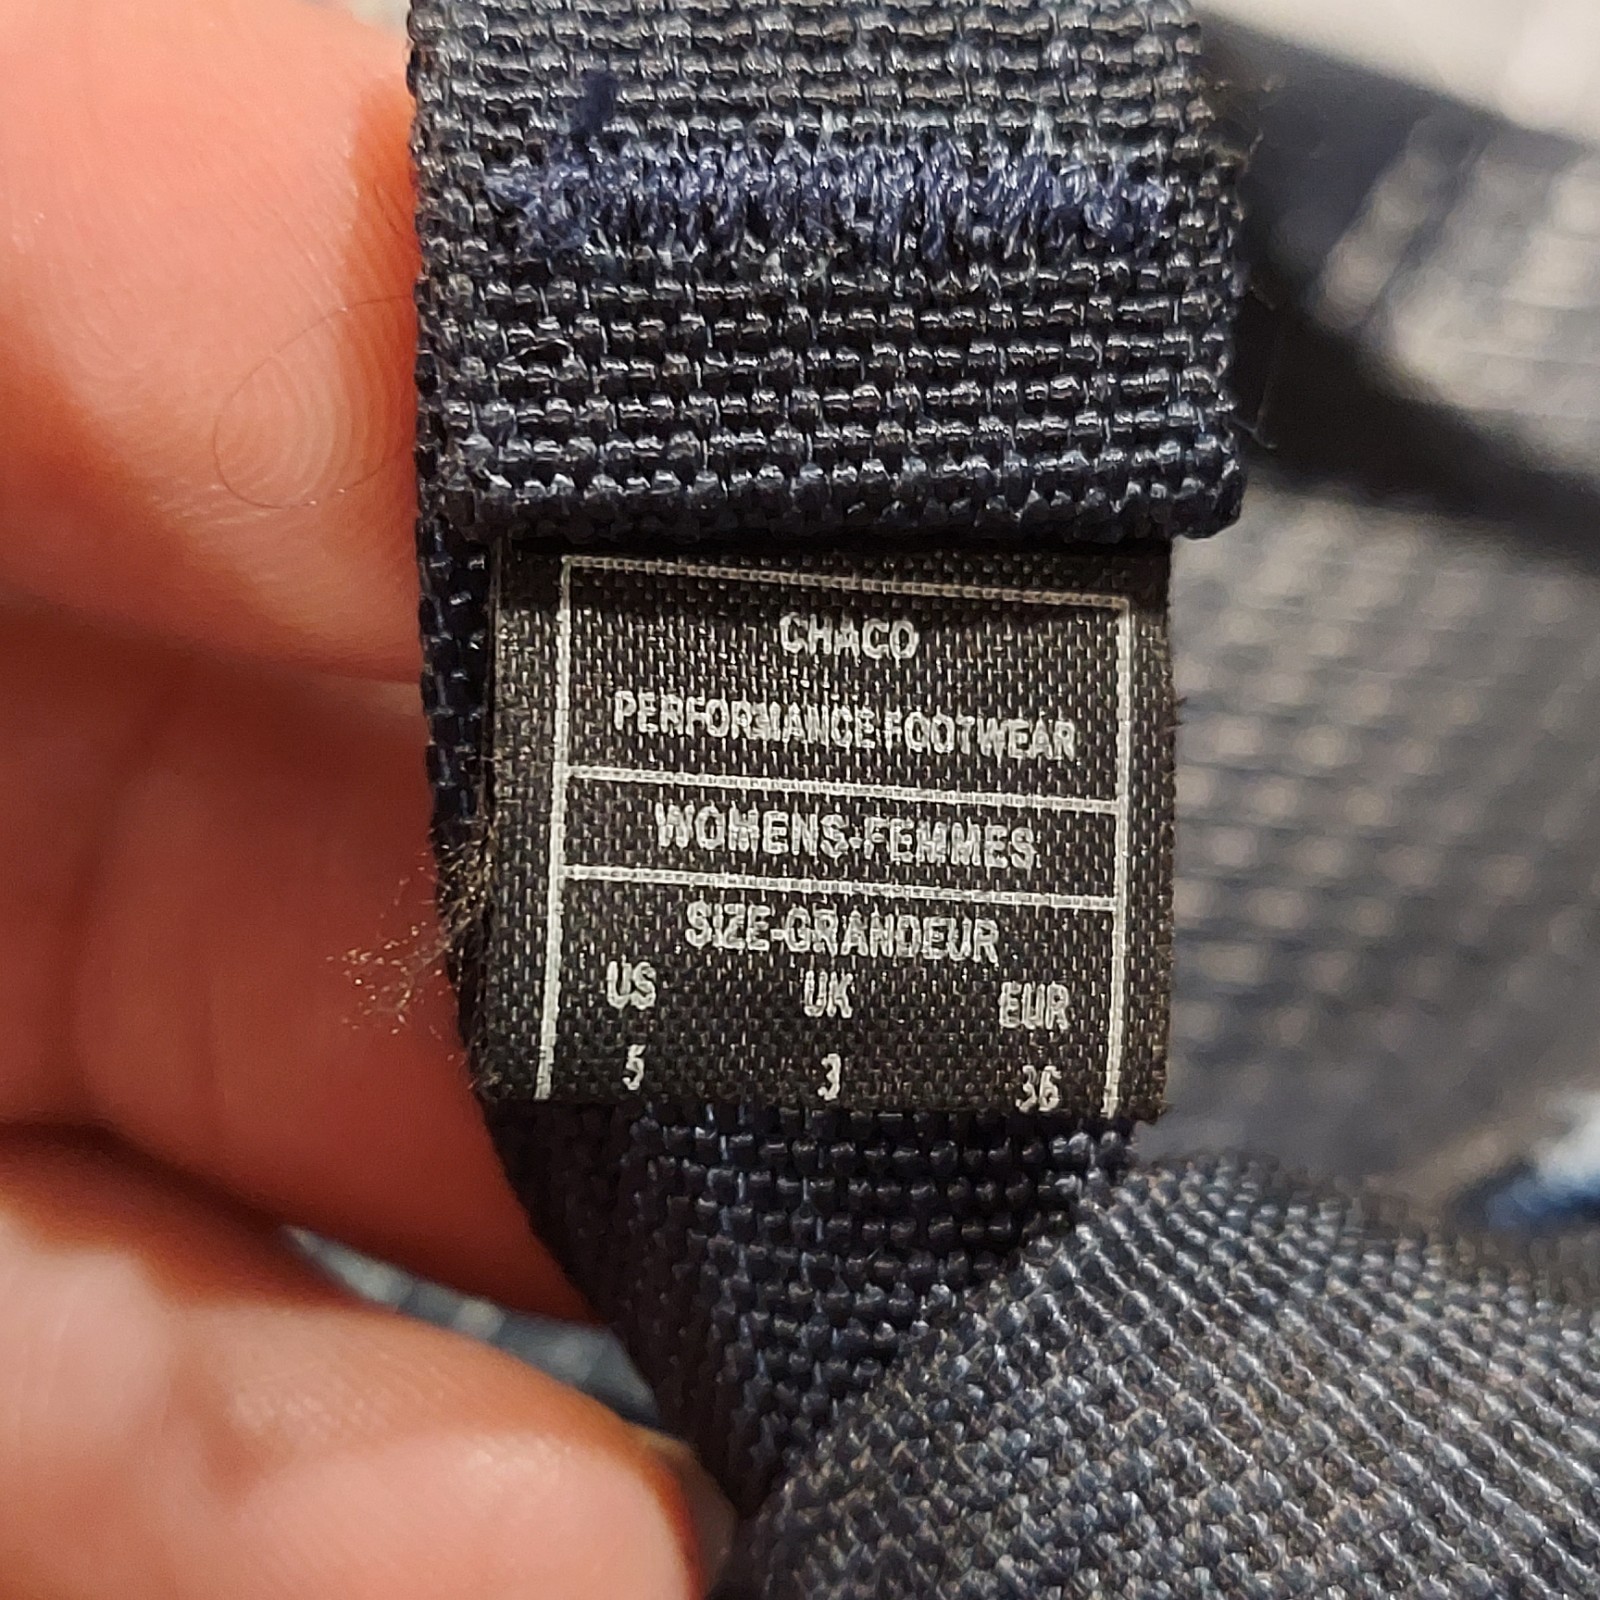 CHACO
PERFORMANCE FOOTWEAR
WOMENS-FEMMES
SIZE-GRANDEUR
US UK EUR
5 3 36